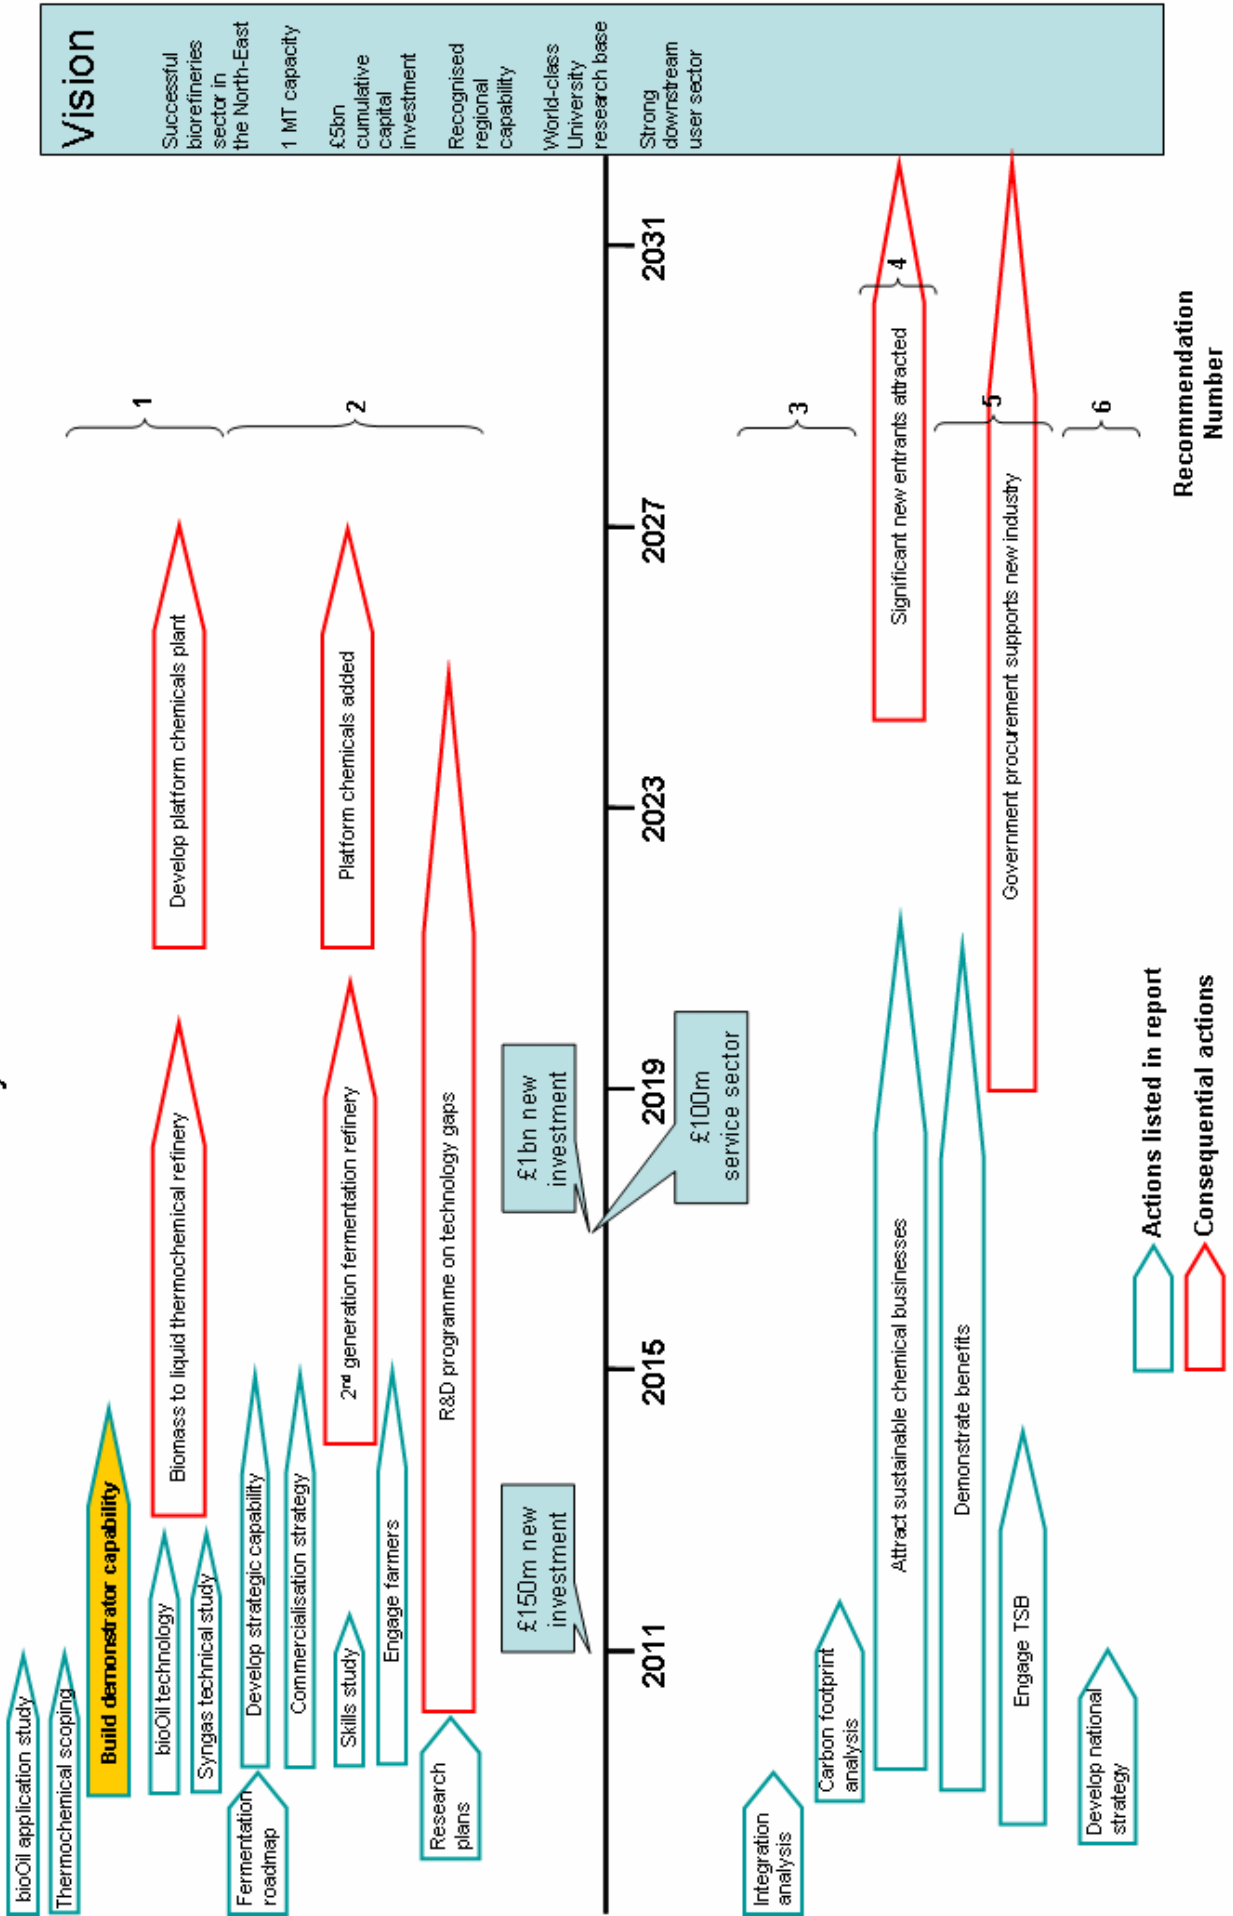 bioOil application study
Thermochemical scoping
Build demonstrator capability
bioOil technology
Syngas technical study
Biomass to liquid thermochemical refinery
Develop platform chemicals plant
1
Fermentation
roadmap
Develop strategic capability
Commercialisation strategy
Skills study
Engage farmers
2nd generation fermentation refinery
Platform chemicals added
2
Research
plans
R&D programme on technology gaps
£150m new
investment
£1bn new
investment
2011
2015
2019
2023
2027
2031
£100m
service sector
Integration
analysis
Carbon footprint
analysis
3
Attract sustainable chemical businesses
Significant new entrants attracted
4
Demonstrate benefits
Engage TSB
Government procurement supports new industry
5
Develop national
strategy
6
Actions listed in report
Consequential actions
Recommendation
Number
Vision
Successful
biorefineries
sector in
the North-East
1 MT capacity
£5bn
cumulative
capital
investment
Recognised
regional
capability
World-class
University
research base
Strong
downstream
user sector